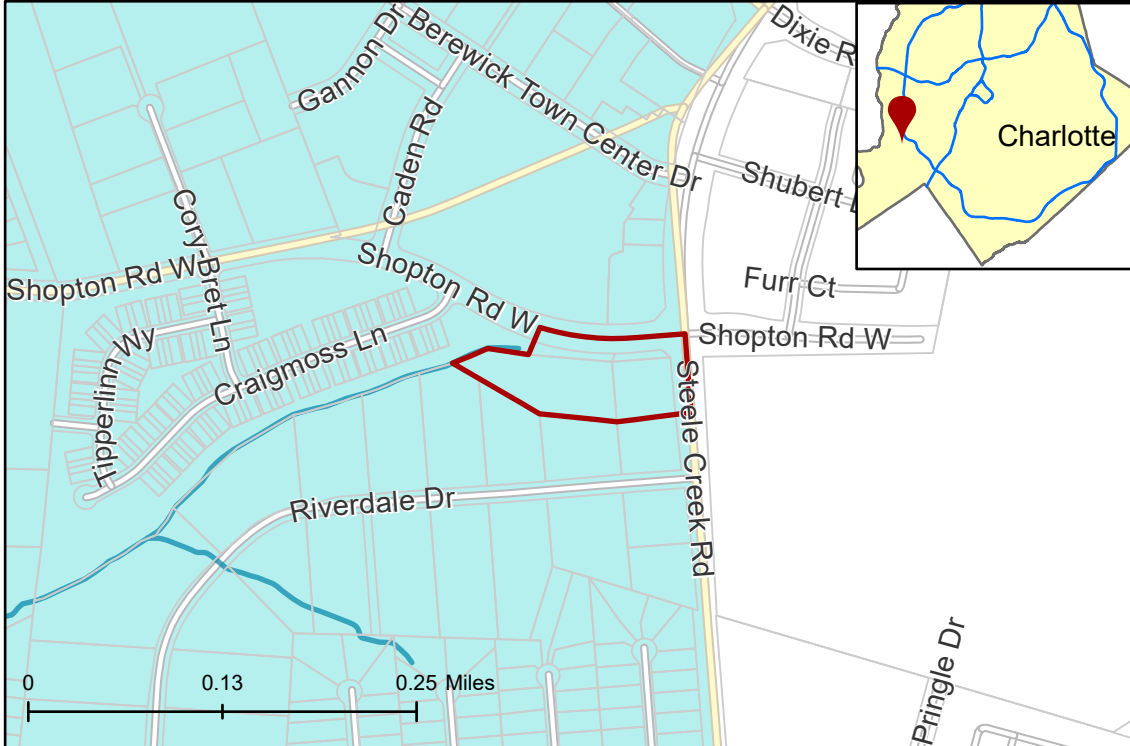 Gannon Dr
Berewick Town Center Dr
Dixie R
Charlotte
Caden Rd
Shubert
Cory-Bret Ln
Shopton Rd W
Shopton Rd W
Furr Ct
Shopton Rd W
Tipperlinn Wy
Craigmoss Ln
Steele Creek Rd
Riverdale Dr
Pringle Dr
0
0.13
0.25 Miles